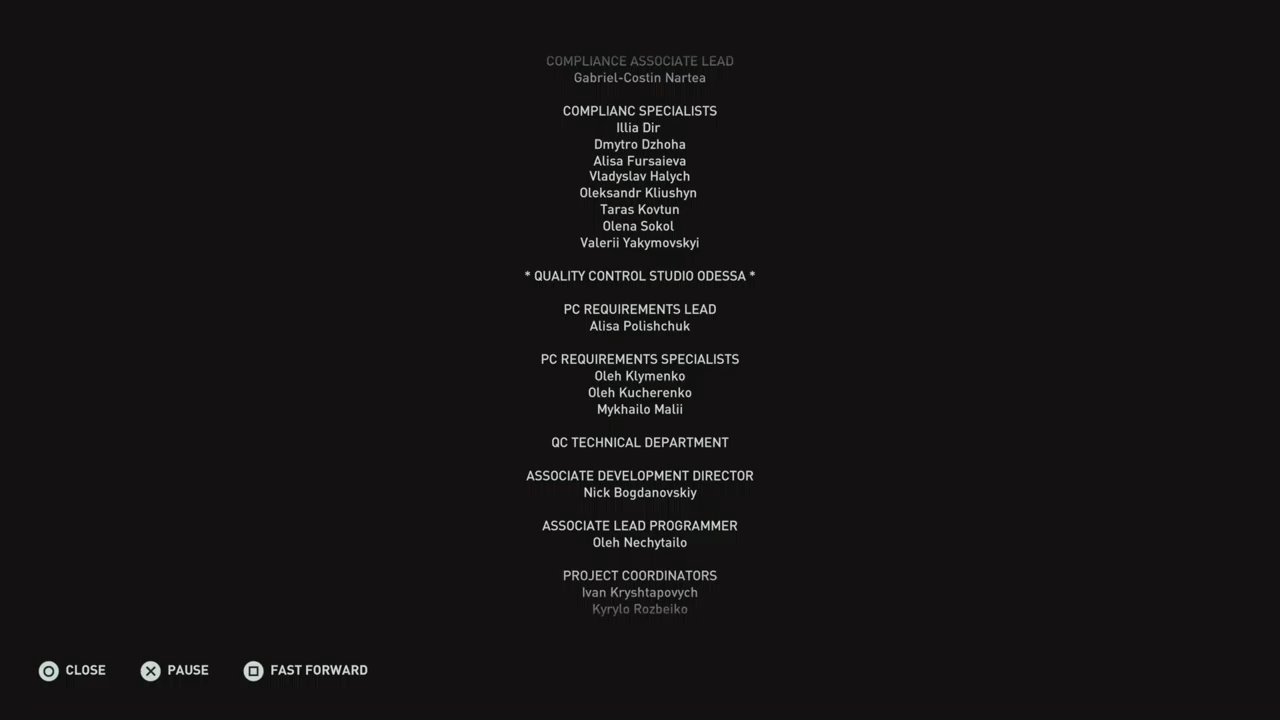 COMPLIANCE ASSOCIATE LEAD
Gabriel-Costin Nartea
COMPLIANC SPECIALISTS
Illia Dir
Dmytro Dzhoha
Alisa Fursaieva
Vladyslav Halych
Oleksandr Kliushyn
Taras Kovtun
Olena Sokol
Valerii Yakymovskyi
* QUALITY CONTROL STUDIO ODESSA *
PC REQUIREMENTS LEAD
Alisa Polishchuk
PC REQUIREMENTS SPECIALISTS
Oleh Klymenko
Oleh Kucherenko
Mykhailo Malii
QC TECHNICAL DEPARTMENT
ASSOCIATE DEVELOPMENT DIRECTOR
Nick Bogdanovskiy
ASSOCIATE LEAD PROGRAMMER
Oleh Nechytailo
PROJECT COORDINATORS
Ivan Kryshtapovych
Kyrylo Rozbeiko
CLOSE PAUSE FAST FORWARD